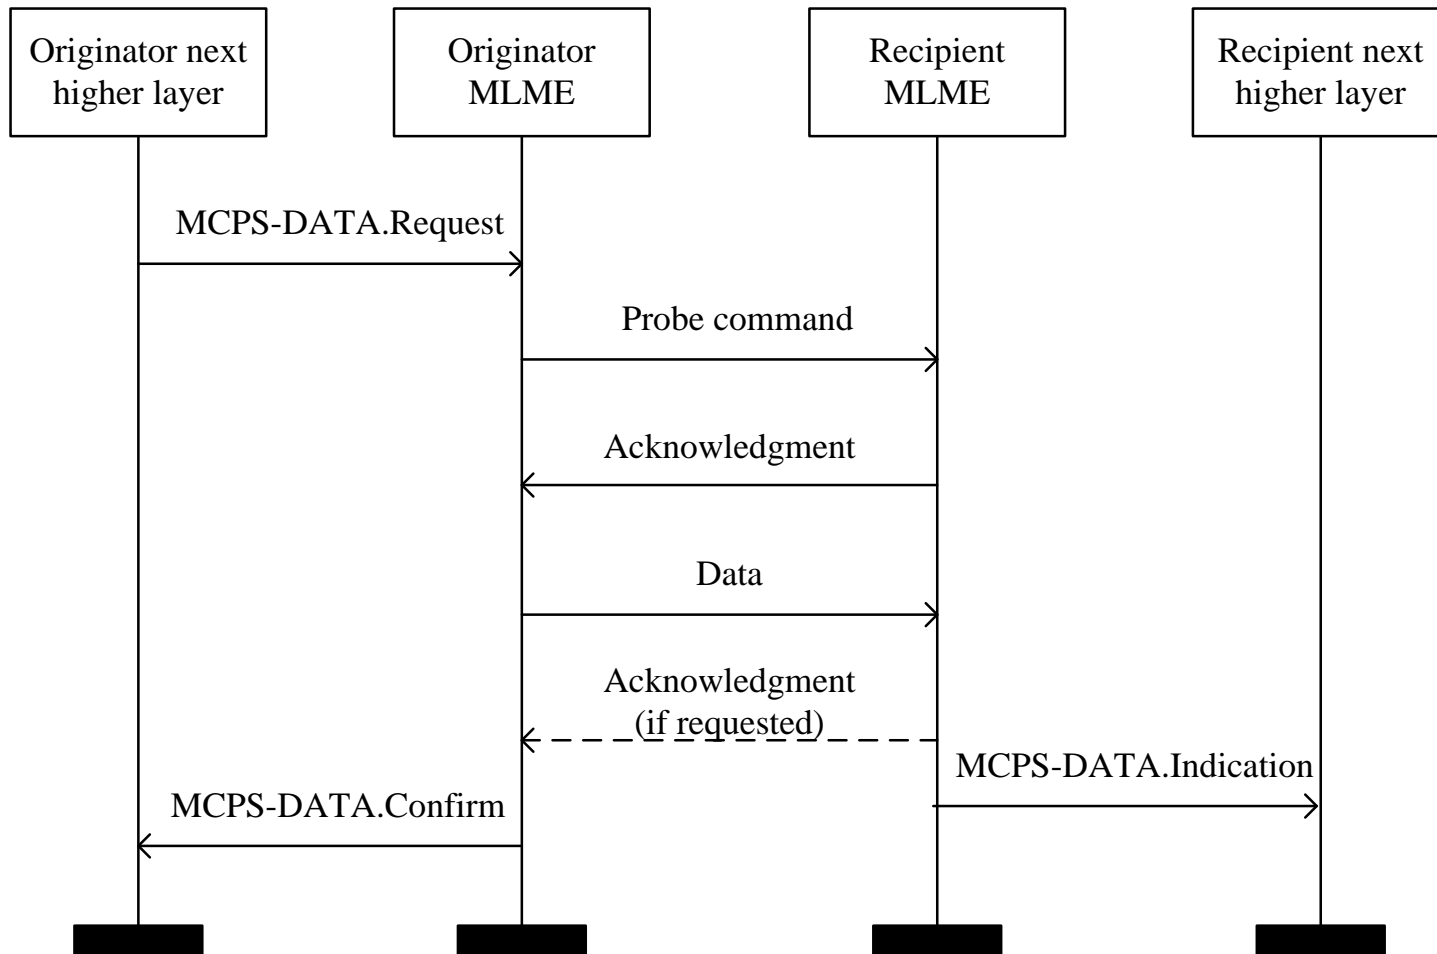 Originator next
higher layer
Originator
MLME
Recipient
MLME
Recipient next
higher layer
MCPS-DATA.Request
Probe command
Acknowledgment
Data
Acknowledgment
(if requested)
MCPS-DATA.Indication
MCPS-DATA.Confirm